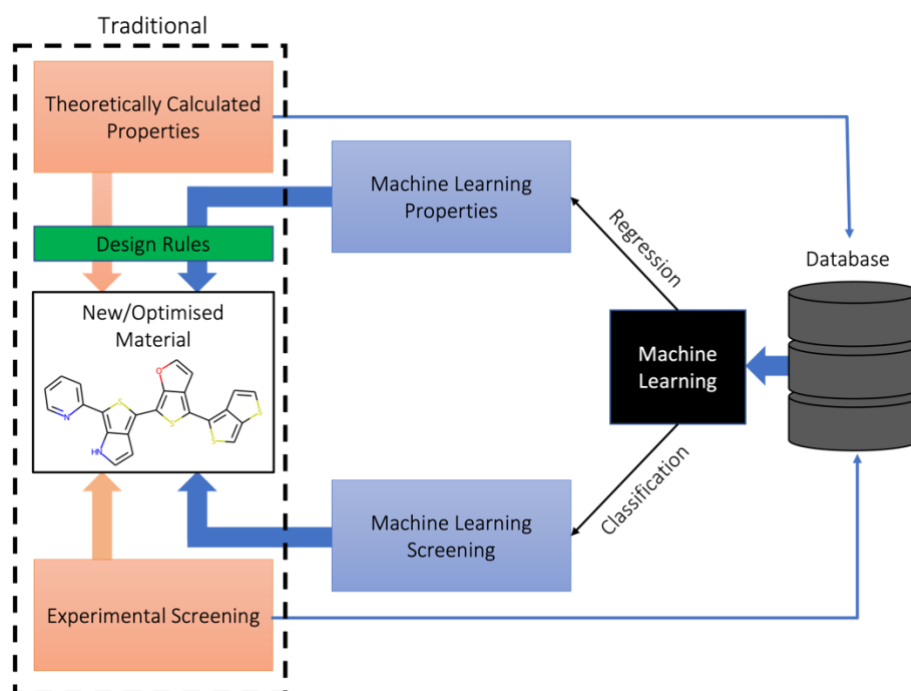 Traditional
Theoretically Calculated
Properties
Machine Learning
Properties
Regression
Design Rules
Database
New/Optimised
Material
O
S
S
N
S
S
HN
Machine
Learning
Classification
Machine Learning
Screening
Experimental Screening